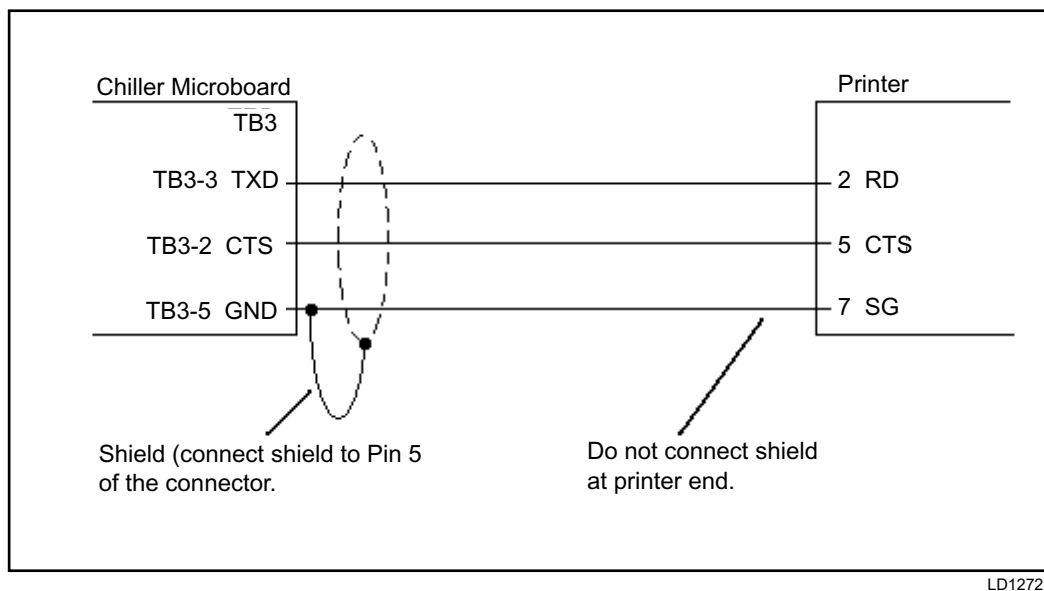 Chiller Microboard
Printer
TB3
TB3-3 TXD
2 RD
TB3-2 CTS
5 CTS
TB3-5 GND
7 SG
Shield (connect shield to Pin 5
of the connector.
Do not connect shield
at printer end.
LD1272